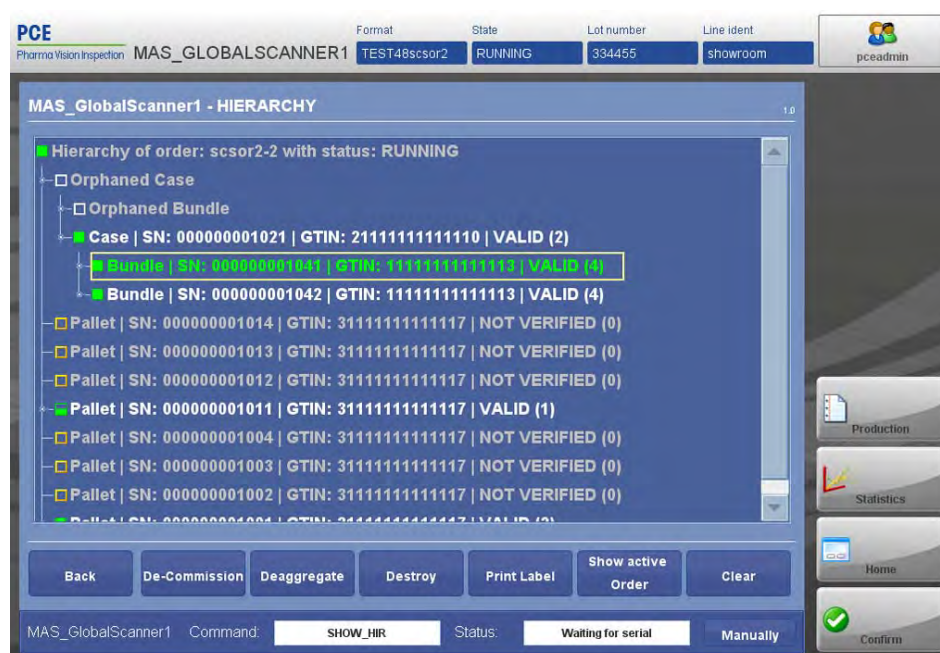 PCE
Pharma Vision Inspection
MAS_GLOBALSCANNER1
Format
TEST48scsor2
State
RUNNING
Lot number
334455
Line ident
showroom
pceadmin
MAS_GlobalScanner1 - HIERARCHY
1.0
Hierarchy of order: scsor2-2 with status: RUNNING
Orphaned Case
Orphaned Bundle
Case | SN: 000000001021 | GTIN: 21111111111110 | VALID (2)
Bundle | SN: 000000001041 | GTIN: 11111111111113 | VALID (4)
Bundle | SN: 000000001042 | GTIN: 11111111111113 | VALID (4)
Pallet | SN: 000000001014 | GTIN: 31111111111117 | NOT VERIFIED (0)
Pallet | SN: 000000001013 | GTIN: 31111111111117 | NOT VERIFIED (0)
Pallet | SN: 000000001012 | GTIN: 31111111111117 | NOT VERIFIED (0)
Pallet | SN: 000000001011 | GTIN: 31111111111117 | VALID (1)
Pallet | SN: 000000001004 | GTIN: 31111111111117 | NOT VERIFIED (0)
Pallet | SN: 000000001003 | GTIN: 31111111111117 | NOT VERIFIED (0)
Pallet | SN: 000000001002 | GTIN: 31111111111117 | NOT VERIFIED (0)
Production
Statistics
Home
Confirm
Back
De-Commission
Deaggregate
Destroy
Print Label
Show active
Order
Clear
MAS_GlobalScanner1
Command:
SHOW_HIR
Status:
Waiting for serial
Manually